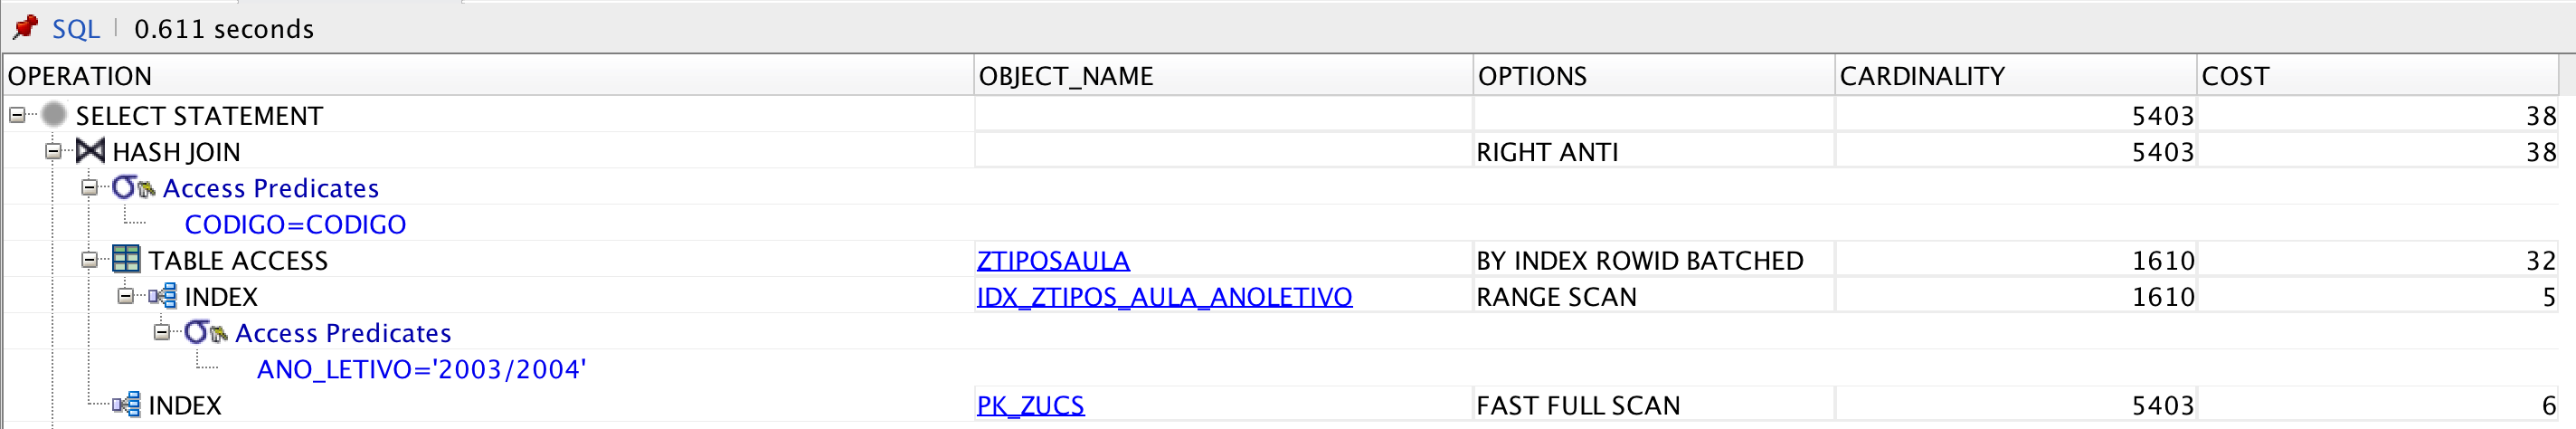 SQL | 0.611 seconds
OPERATION OBJECT_NAME OPTIONS CARDINALITY COST
SELECT STATEMENT 5403 38
HASH JOIN RIGHT ANTI 5403 38
Access Predicates
CODIGO=CODIGO
TABLE ACCESS ZTIPOSAULA BY INDEX ROWID BATCHED 1610 32
INDEX IDX_ZTIPOS_AULA_ANOLETIVO RANGE SCAN 1610 5
Access Predicates
ANO_LETIVO='2003/2004'
INDEX PK_ZUCS FAST FULL SCAN 5403 6